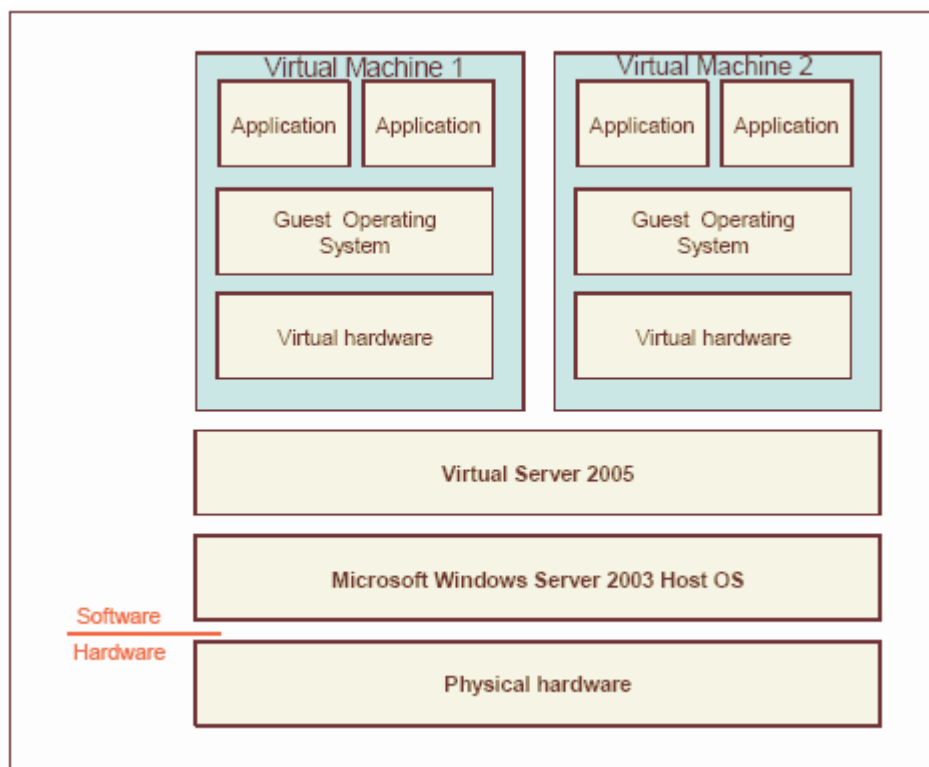 Virtual Machine 1
Virtual Machine 2
Application
Application
Application
Application
Guest Operating
System
Guest Operating
System
Virtual hardware
Virtual hardware
Virtual Server 2005
Microsoft Windows Server 2003 Host OS
Software
Hardware
Physical hardware